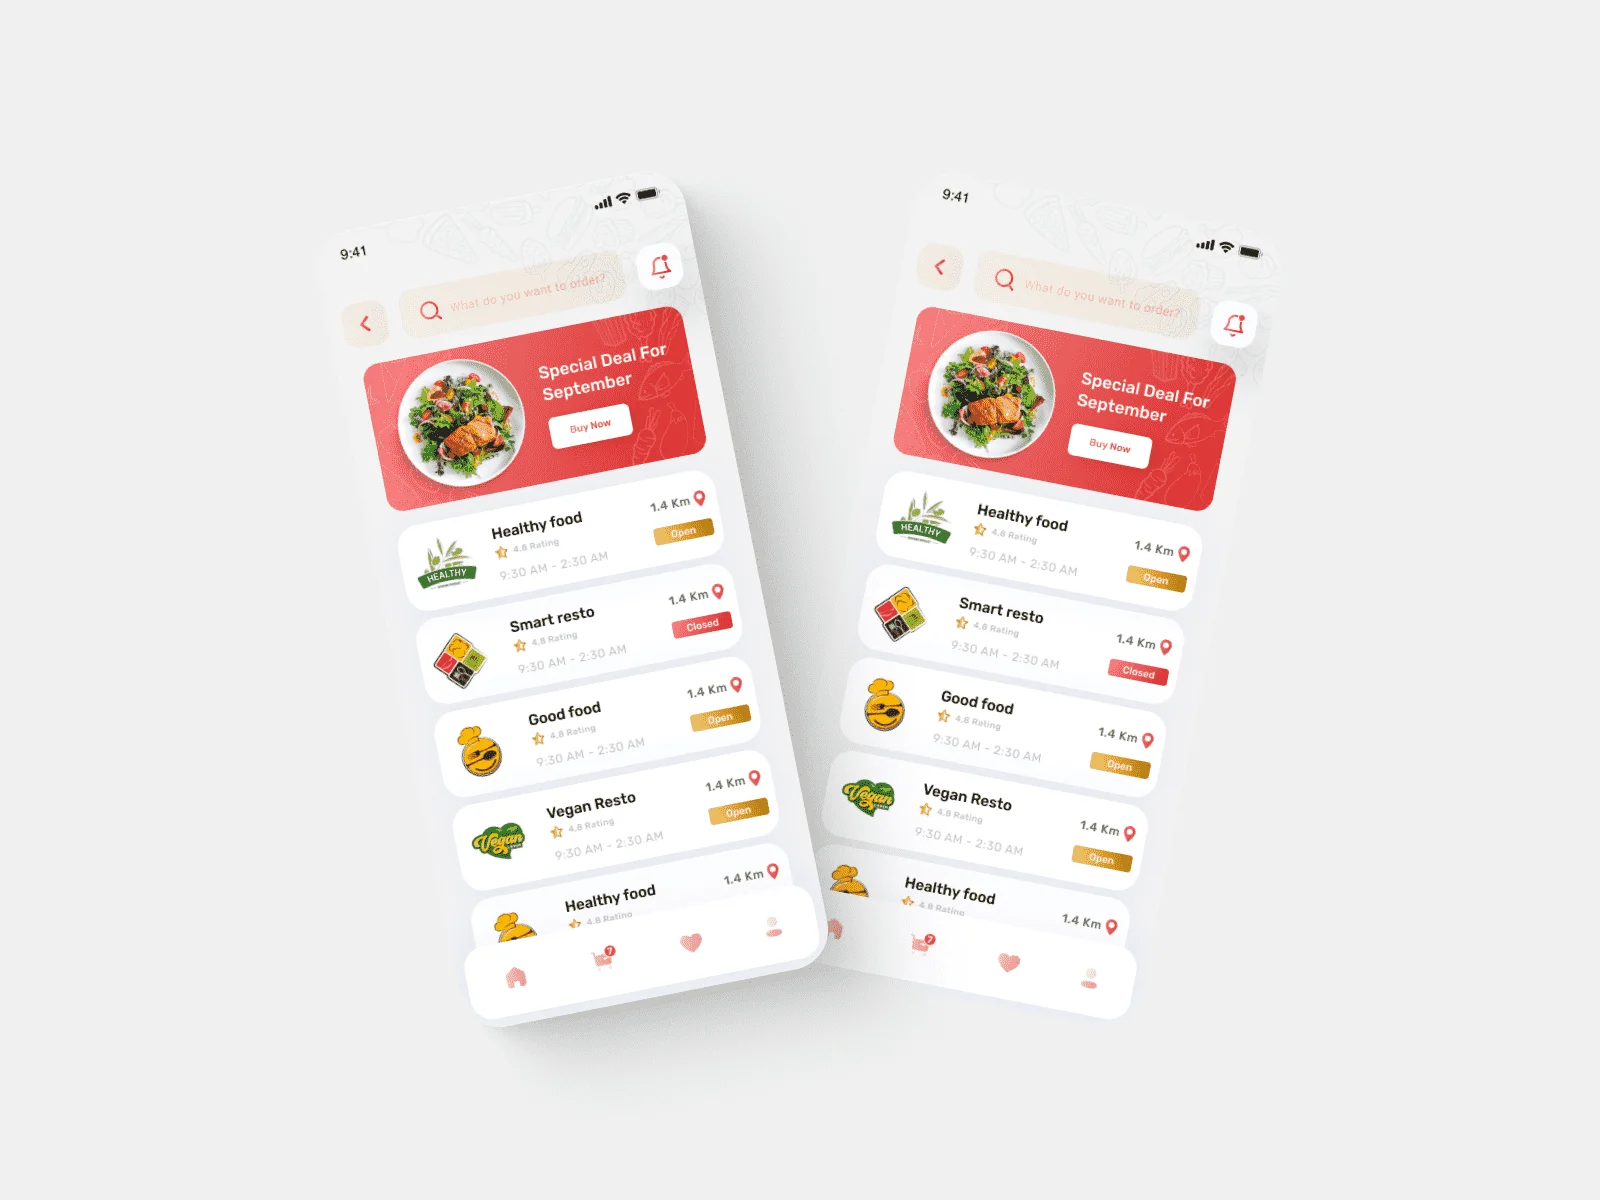 9:41
What do you want to order?
Special Deal For
September
Buy Now
HEALTHY
Healthy food
4.8 Rating
9:30 AM - 2:30 AM
1.4 Km
Open
Smart resto
4.8 Rating
9:30 AM - 2:30 AM
1.4 Km
Closed
Good food
4.8 Rating
9:30 AM - 2:30 AM
1.4 Km
Open
Vegan
Vegan Resto
4.8 Rating
9:30 AM - 2:30 AM
1.4 Km
Open
Healthy food
4.8 Rating
1.4 Km
7
9:41
What do you want to order?
Special Deal For
September
Buy Now
HEALTHY
Healthy food
4.8 Rating
9:30 AM - 2:30 AM
1.4 Km
Open
Smart resto
4.8 Rating
9:30 AM - 2:30 AM
1.4 Km
Closed
Good food
4.8 Rating
9:30 AM - 2:30 AM
1.4 Km
Open
Vegan
Vegan Resto
4.8 Rating
9:30 AM - 2:30 AM
1.4 Km
Open
Healthy food
4.8 Rating
1.4 Km
7